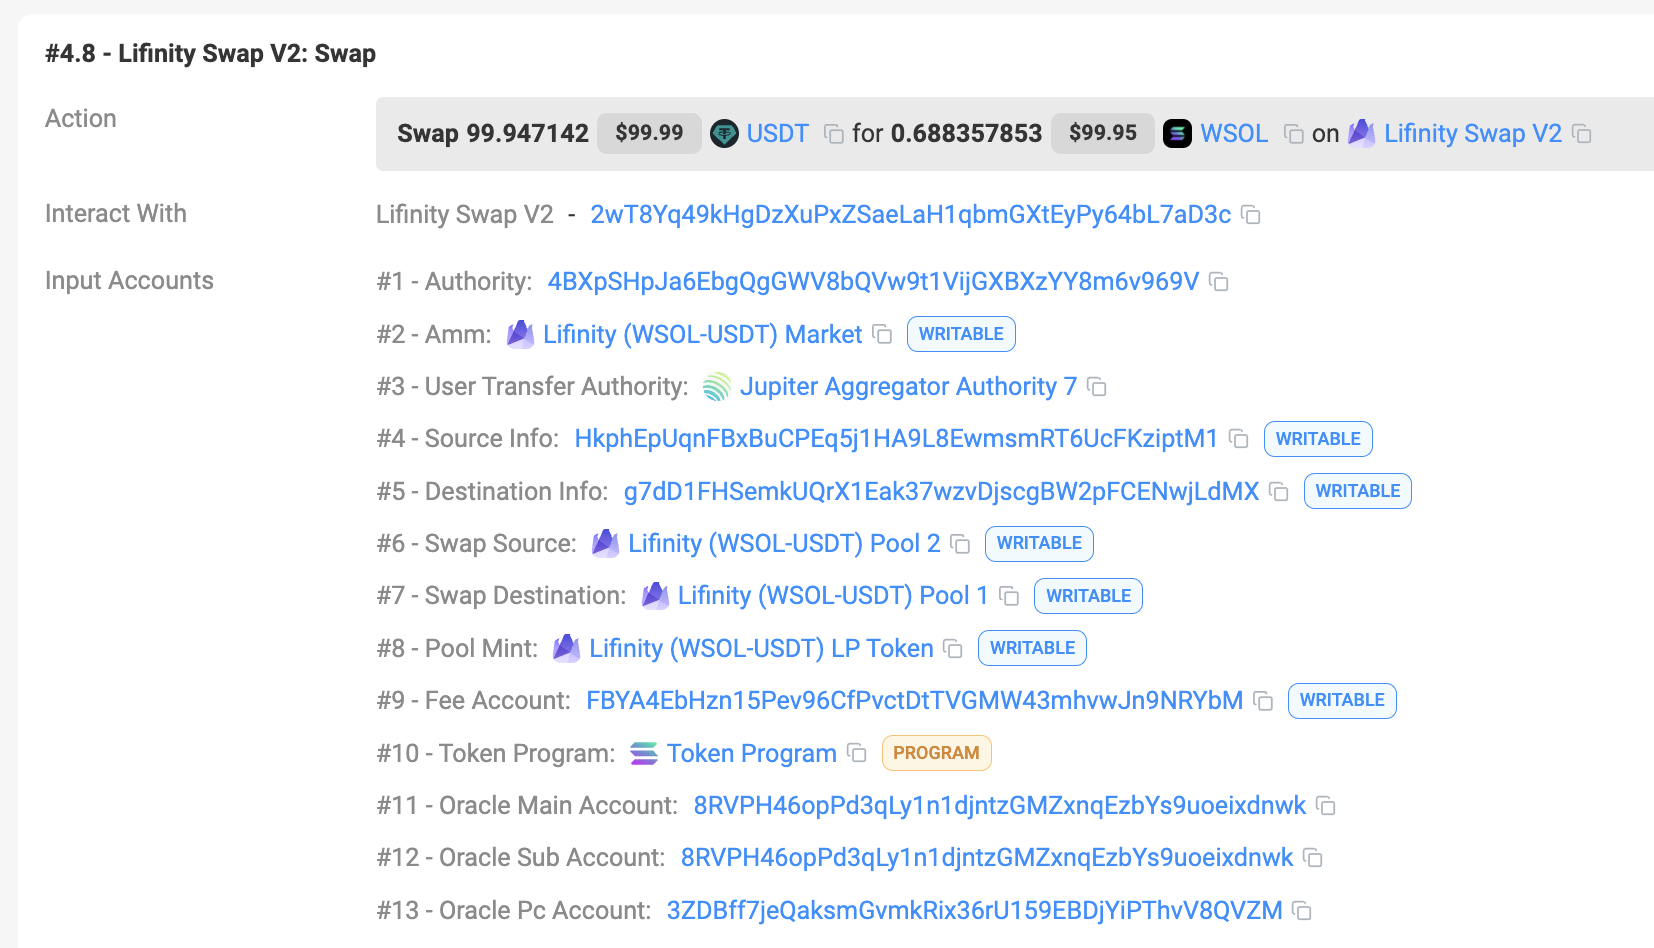 #4.8 - Lifinity Swap V2: Swap
Action
Swap 99.947142 $99.99 USDT for 0.688357853 $99.95 WSOL on Lifinity Swap V2
Interact With
Lifinity Swap V2 - 2wT8Yq49kHgDzXuPxZSaeLaH1qbmGXtEyPy64bL7aD3c
Input Accounts
#1 - Authority: 4BXpSHpJa6EbgQgGWV8bQVw9t1VijGXBXzYY8m6v969V
#2 - Amm: Lifinity (WSOL-USDT) Market WRITABLE
#3 - User Transfer Authority: Jupiter Aggregator Authority 7
#4 - Source Info: HkphEpUqnFBxBuCPEq5j1HA9L8EwmsmRT6UcFKziptM1 WRITABLE
#5 - Destination Info: g7dD1FHSemkUQrX1Eak37wzvDjscgBW2pFCENwjLdMX WRITABLE
#6 - Swap Source: Lifinity (WSOL-USDT) Pool 2 WRITABLE
#7 - Swap Destination: Lifinity (WSOL-USDT) Pool 1 WRITABLE
#8 - Pool Mint: Lifinity (WSOL-USDT) LP Token WRITABLE
#9 - Fee Account: FBYA4EbHzn15Pev96CfPvctDtTVGMW43mhvwJn9NRYbM WRITABLE
#10 - Token Program: Token Program PROGRAM
#11 - Oracle Main Account: 8RVPH46opPd3qLy1n1djntzGMZxnqEzbYs9uoeixdnwk
#12 - Oracle Sub Account: 8RVPH46opPd3qLy1n1djntzGMZxnqEzbYs9uoeixdnwk
#13 - Oracle Pc Account: 3ZDBff7jeQaksmGvmkRix36rU159EBDjYiPThvV8QVZM